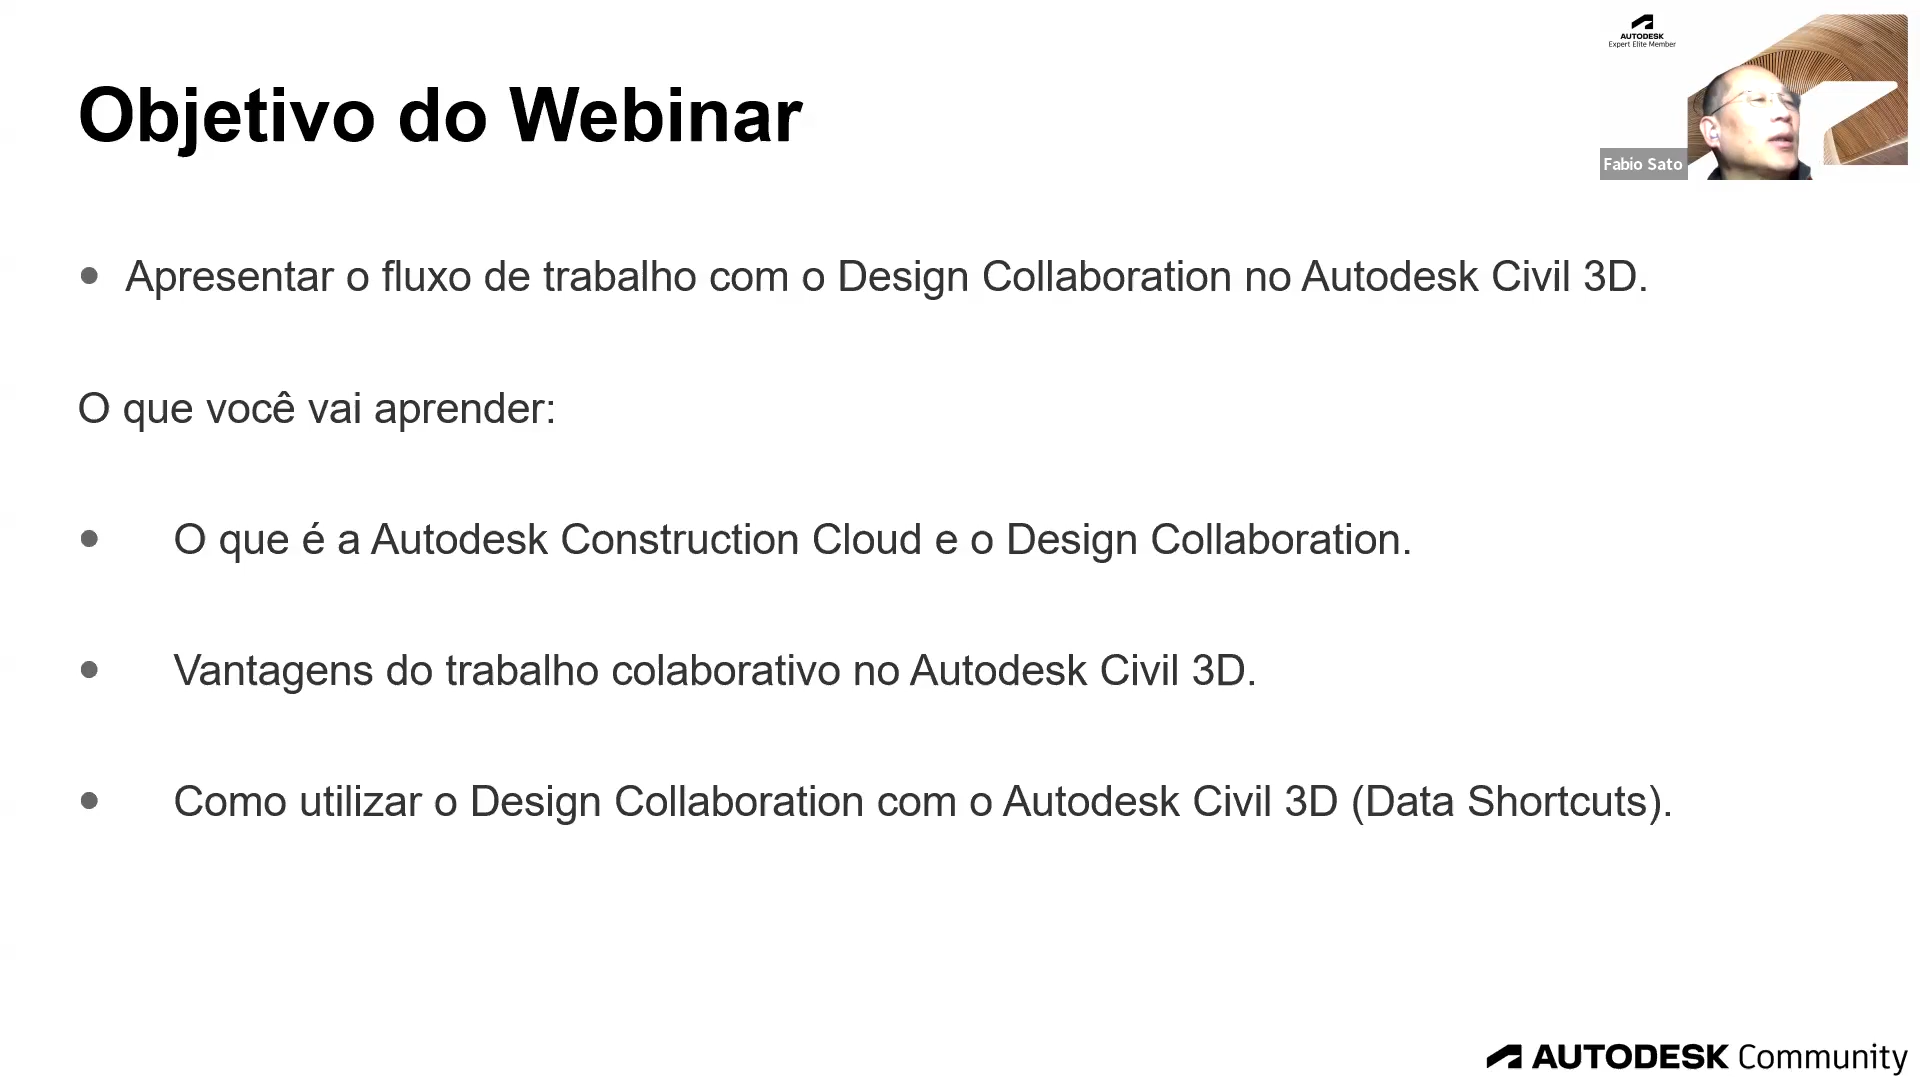 AUTODESK
Expert Elite Member
Objetivo do Webinar
Fabio Sato
• Apresentar o fluxo de trabalho com o Design Collaboration no Autodesk Civil 3D.
O que você vai aprender:
• O que é a Autodesk Construction Cloud e o Design Collaboration.
• Vantagens do trabalho colaborativo no Autodesk Civil 3D.
• Como utilizar o Design Collaboration com o Autodesk Civil 3D (Data Shortcuts).
AUTODESK Community